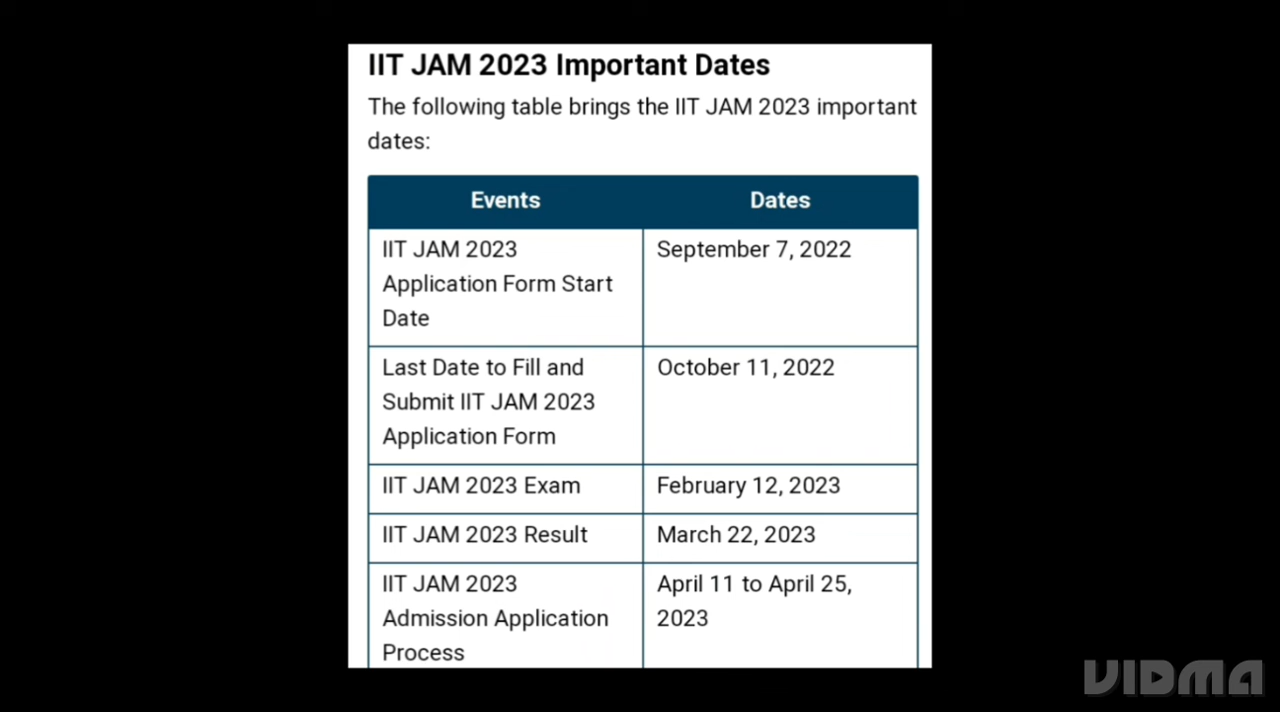 IIT JAM 2023 Important Dates
The following table brings the IIT JAM 2023 important
dates:
Events Dates
IIT JAM 2023 September 7, 2022
Application Form Start
Date
Last Date to Fill and October 11, 2022
Submit IIT JAM 2023
Application Form
IIT JAM 2023 Exam February 12, 2023
IIT JAM 2023 Result March 22, 2023
IIT JAM 2023 April 11 to April 25,
Admission Application 2023
Process
VIDMA